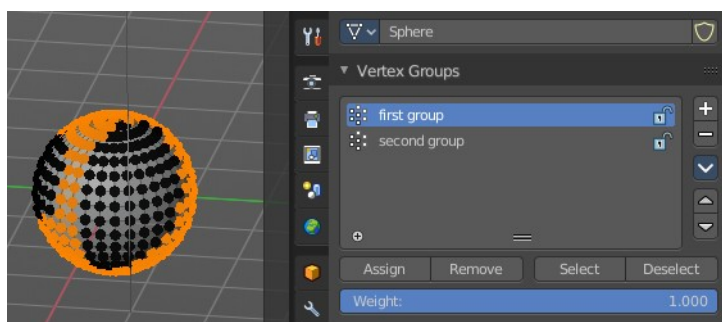 Sphere
Vertex Groups
first group
second group
Assign Remove Select Deselect
Weight: 1.000